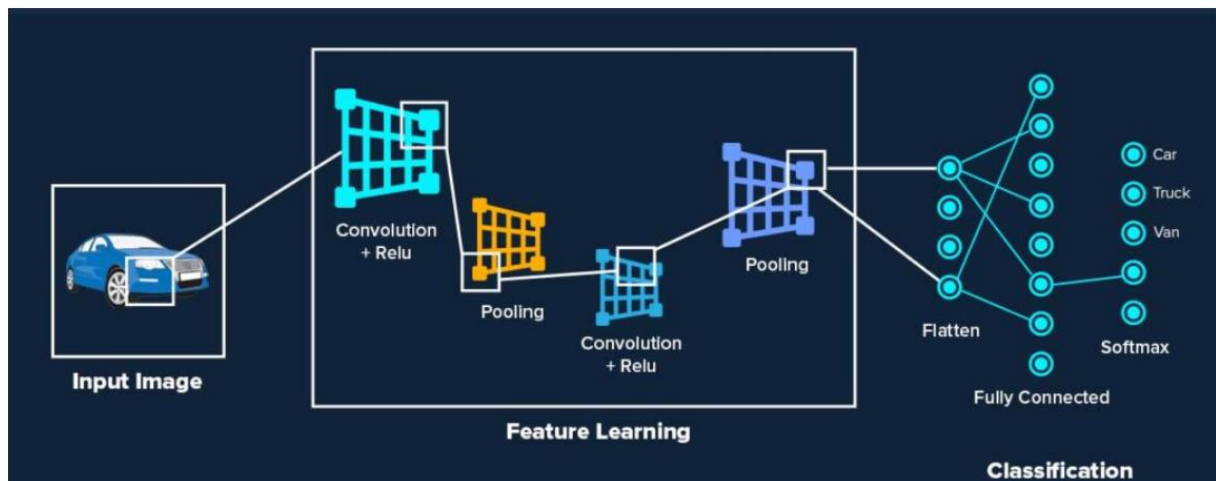 Input Image
Convolution
+ Relu
Pooling
Convolution
+ Relu
Pooling
Feature Learning
Flatten
Fully Connected
Car
Truck
Van
Softmax
Classification